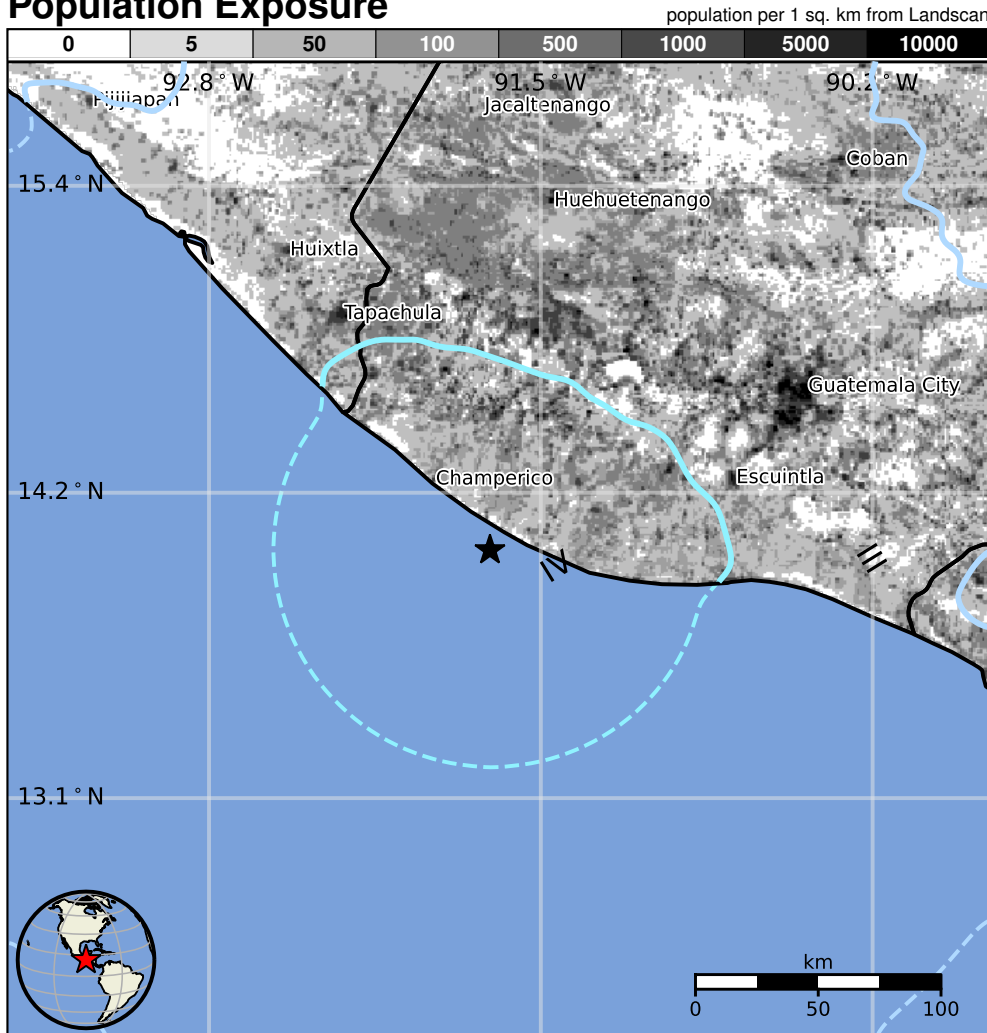 Population Exposure
population per 1 sq. km from Landscan
0 5 50 100 500 1000 5000 10000
92.8°W 91.5°W 90.2°W
Pijijiapan
Jacaltenango
Coban
15.4°N
Huehuetenango
Huixtla
Tapachula
Guatemala City
Champerico
Escuintla
14.2°N
IV
III
13.1°N
km
0 50 100